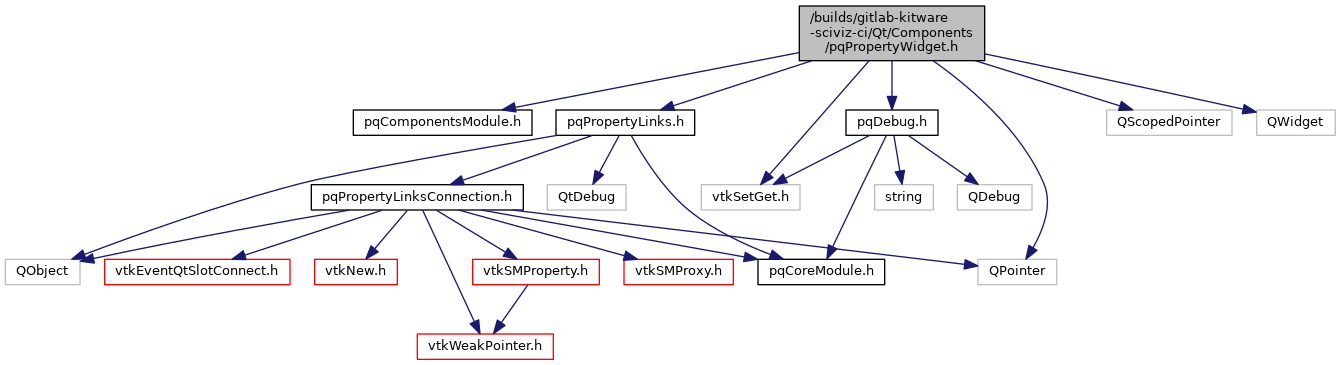 /builds/gitlab-kitware
-sciviz-ci/Qt/Components
/pqPropertyWidget.h
pqComponentsModule.h
pqPropertyLinks.h
pqDebug.h
QScopedPointer
QWidget
pqPropertyLinksConnection.h
QtDebug
vtkSetGet.h
string
QDebug
QObject
vtkEventQtSlotConnect.h
vtkNew.h
vtkSMProperty.h
vtkSMProxy.h
pqCoreModule.h
QPointer
vtkWeakPointer.h